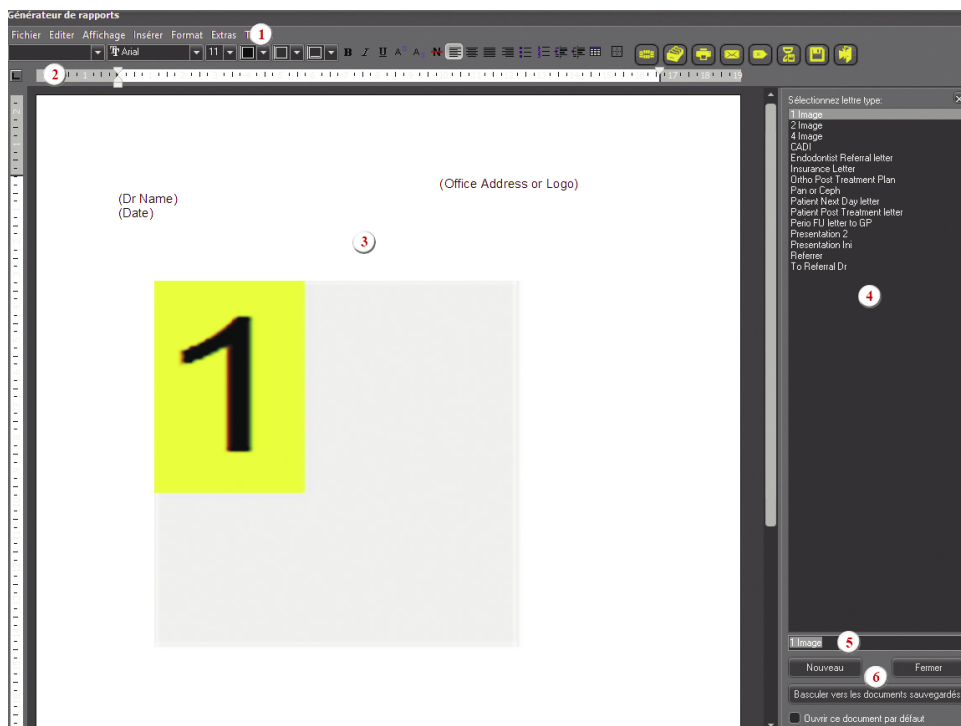 Générateur de rapports
Fichier Editer Affichage Insérer Format Extras
1
Arial 11 B I U
2
1 17 18 19
Sélectionnez lettre type:
1 Image
2 Image
4 Image
CADI
Endodontist Referral letter
Insurance Letter
Ortho Post Treatment Plan
Pan or Ceph
Patient Next Day letter
Patient Post Treatment letter
Perio FU letter to GP
Presentation 2
Presentation Ini
Referrer
To Referral Dr
(Office Address or Logo)
(Dr Name)
(Date)
3
1
4
1 Image
5
Nouveau
Fermer
6
Basculer vers les documents sauvegardés
Ouvrir ce document par défaut